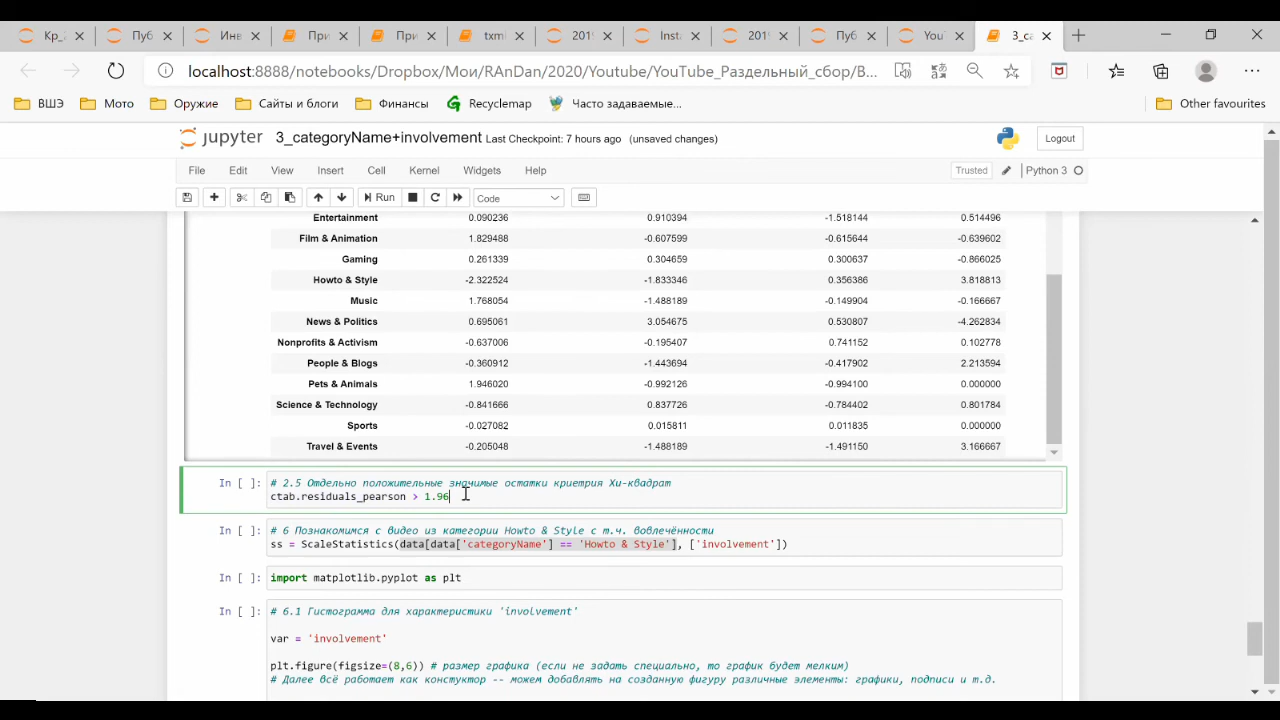 Кр_ Пуб Инв При При txmi 2019 Insta 2019 Пуб YouT 3_ca
localhost:8888/notebooks/Dropbox/Мои/RAnDan/2020/Youtube/YouTube_Раздельный_сбор/B...
ВШЭ Мото Оружие Сайты и блоги Финансы Recyclemap Часто задаваемые... Other favourites
jupyter 3_categoryName+involvement Last Checkpoint: 7 hours ago (unsaved changes) Logout
File Edit View Insert Cell Kernel Widgets Help Trusted Python 3
Run Code
Entertainment 0.090236 0.910394 -1.518144 0.514496
Film & Animation 1.829488 -0.607599 -0.615644 -0.639602
Gaming 0.261339 0.304659 0.300637 -0.866025
Howto & Style -2.322524 -1.833346 0.356386 3.818813
Music 1.768054 -1.488189 -0.149904 -0.166667
News & Politics 0.695061 3.054675 0.530807 -4.262834
Nonprofits & Activism -0.637006 -0.195407 0.741152 0.102778
People & Blogs -0.360912 -1.443694 -0.417902 2.213594
Pets & Animals 1.946020 -0.992126 -0.994100 0.000000
Science & Technology -0.841666 0.837726 -0.784402 0.801784
Sports -0.027082 0.015811 0.011835 0.000000
Travel & Events -0.205048 -1.488189 -1.491150 3.166667
In [ ]: # 2.5 Отдельно положительные значимые остатки криетрия Хи-квадрат
ctab.residuals_pearson > 1.96
In [ ]: # 6 Познакомимся с видео из категории Howto & Style с т.ч. вовлечённости
ss = ScaleStatistics(data[data['categoryName'] == 'Howto & Style'], ['involvement'])
In [ ]: import matplotlib.pyplot as plt
In [ ]: # 6.1 Гистограмма для характеристики 'involvement'
var = 'involvement'
plt.figure(figsize=(8,6)) # размер графика (если не задать специально, то график будет мелким)
# Далее всё работает как констуктор -- можем добавлять на созданную фигуру различные элементы: графики, подписи и т.д.